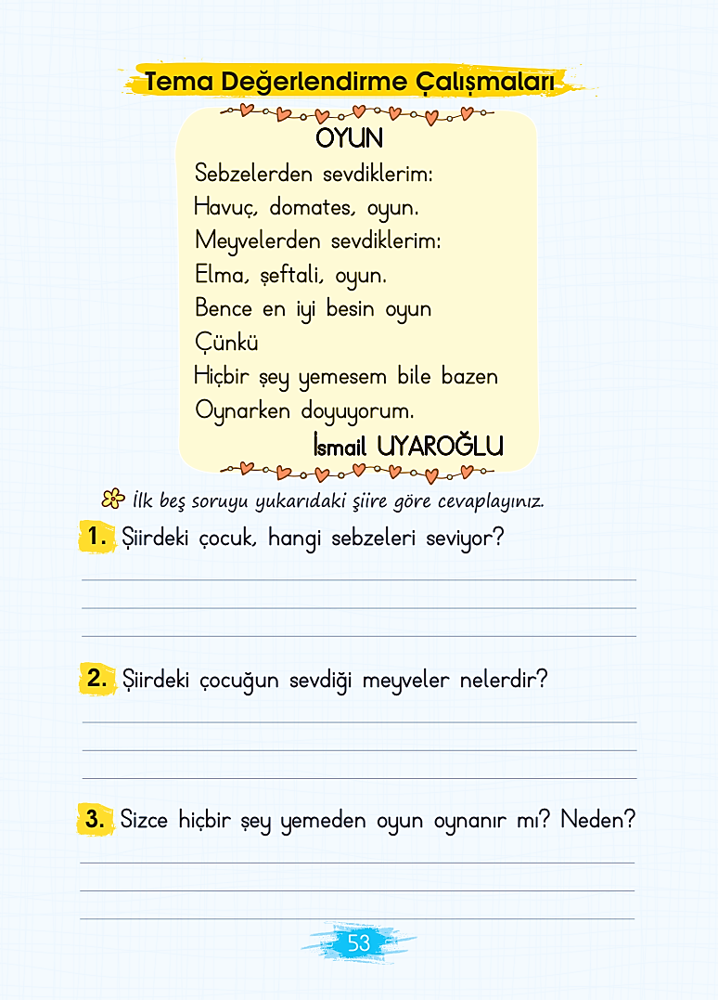 Tema Değerlendirme Çalışmaları
OYUN
Sebzelerden sevdiklerim:
Havuç, domates, oyun.
Meyvelerden sevdiklerim:
Elma, şeftali, oyun.
Bence en iyi besin oyun
Çünkü
Hiçbir şey yemesem bile bazen
Oynarken doyuyorum.
İsmail UYAROĞLU
İlk beş soruyu yukarıdaki şiire göre cevaplayınız.
1. Şiirdeki çocuk, hangi sebzeleri seviyor?
2. Şiirdeki çocuğun sevdiği meyveler nelerdir?
3. Sizce hiçbir şey yemeden oyun oynanır mı? Neden?
53